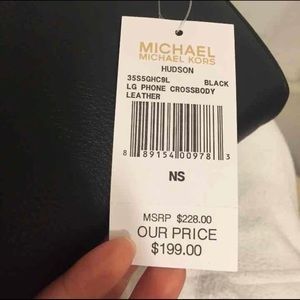 MICHAEL
MICHAEL KORS
HUDSON
35S5GHC9L BLACK
LG PHONE CROSSBODY
LEATHER
8 89154 00978 3
NS
MSRP $228.00
OUR PRICE
$199.00